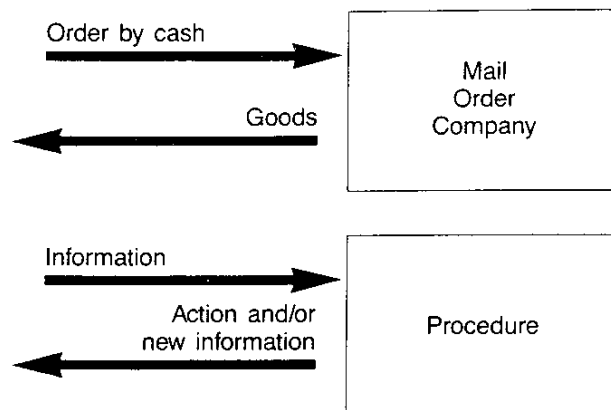 Order by cash
Goods
Mail
Order
Company
Information
Action and/or
new information
Procedure